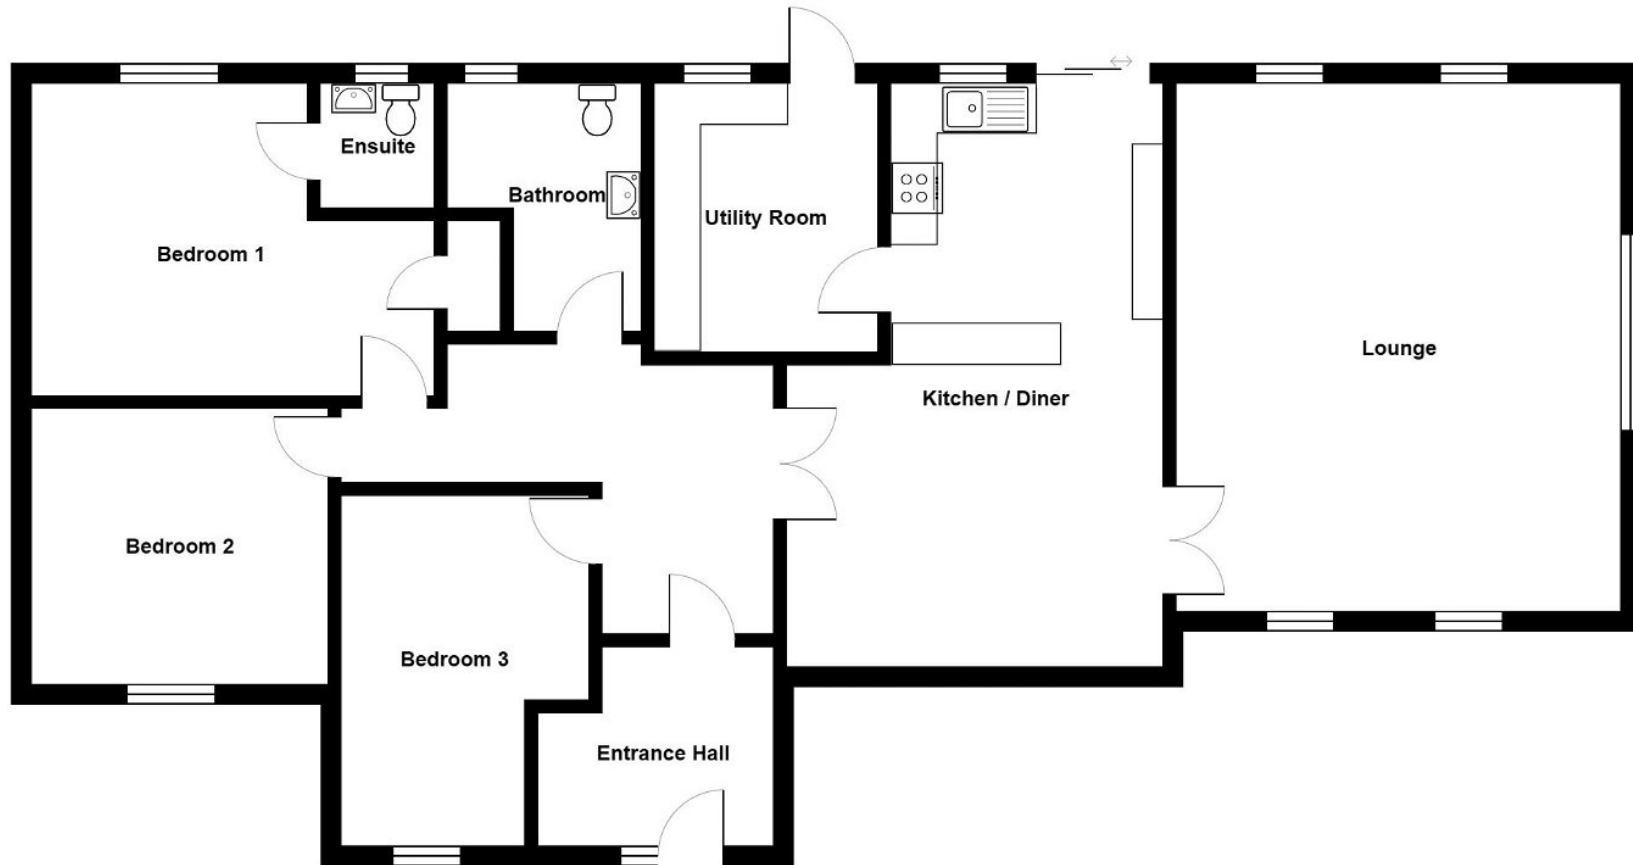 Ensuite
Bathroom
Utility Room
Bedroom 1
Lounge
Kitchen / Diner
Bedroom 2
Bedroom 3
Entrance Hall